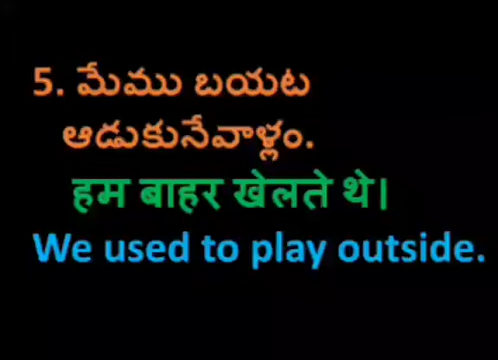 5. మేము బయట
ఆడుకునేవాళ్లం.
हम बाहर खेलते थे।
We used to play outside.